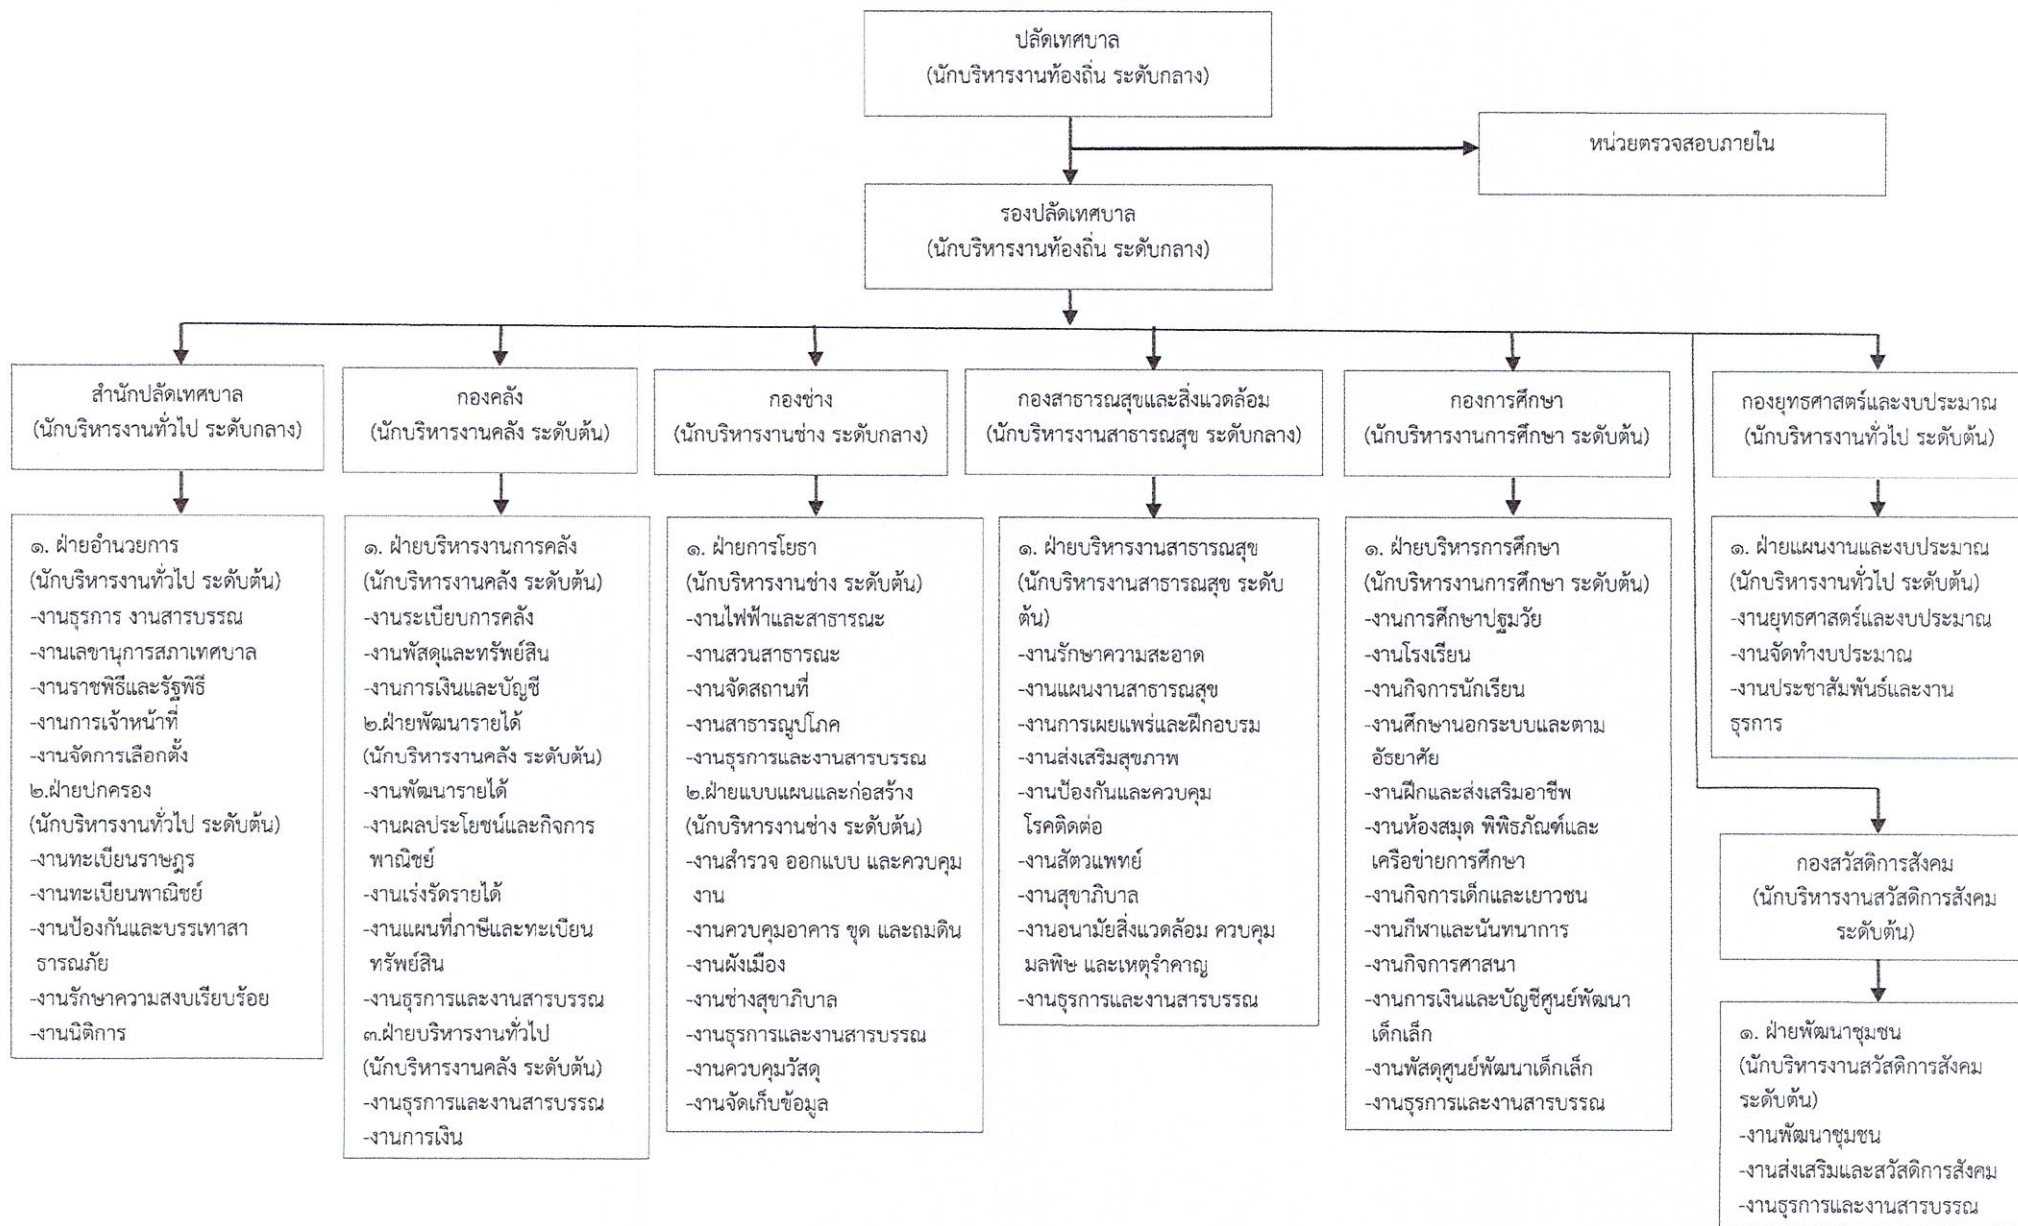 ปลัดเทศบาล
(นักบริหารงานท้องถิ่น ระดับกลาง)
หน่วยตรวจสอบภายใน
รองปลัดเทศบาล
(นักบริหารงานท้องถิ่น ระดับกลาง)
สำนักปลัดเทศบาล
(นักบริหารงานทั่วไป ระดับกลาง)
กองคลัง
(นักบริหารงานคลัง ระดับต้น)
กองช่าง
(นักบริหารงานช่าง ระดับกลาง)
กองสาธารณสุขและสิ่งแวดล้อม
(นักบริหารงานสาธารณสุข ระดับกลาง)
กองการศึกษา
(นักบริหารงานการศึกษา ระดับต้น)
กองยุทธศาสตร์และงบประมาณ
(นักบริหารงานทั่วไป ระดับต้น)
๑. ฝ่ายอำนวยการ
(นักบริหารงานทั่วไป ระดับต้น)
-งานธุรการ งานสารบรรณ
-งานเลขานุการสภาเทศบาล
-งานราชพิธีและรัฐพิธี
-งานการเจ้าหน้าที่
-งานจัดการเลือกตั้ง
๒.ฝ่ายปกครอง
(นักบริหารงานทั่วไป ระดับต้น)
-งานทะเบียนราษฎร
-งานทะเบียนพาณิชย์
-งานป้องกันและบรรเทาสา
ธารณภัย
-งานรักษาความสงบเรียบร้อย
-งานนิติการ
๑. ฝ่ายบริหารงานการคลัง
(นักบริหารงานคลัง ระดับต้น)
-งานระเบียบการคลัง
-งานพัสดุและทรัพย์สิน
-งานการเงินและบัญชี
๒.ฝ่ายพัฒนารายได้
(นักบริหารงานคลัง ระดับต้น)
-งานพัฒนารายได้
-งานผลประโยชน์และกิจการ
พาณิชย์
-งานเร่งรัดรายได้
-งานแผนที่ภาษีและทะเบียน
ทรัพย์สิน
-งานธุรการและงานสารบรรณ
๓.ฝ่ายบริหารงานทั่วไป
(นักบริหารงานคลัง ระดับต้น)
-งานธุรการและงานสารบรรณ
-งานการเงิน
๑. ฝ่ายการโยธา
(นักบริหารงานช่าง ระดับต้น)
-งานไฟฟ้าและสาธารณะ
-งานสวนสาธารณะ
-งานจัดสถานที่
-งานสาธารณูปโภค
-งานธุรการและงานสารบรรณ
๒.ฝ่ายแบบแผนและก่อสร้าง
(นักบริหารงานช่าง ระดับต้น)
-งานสำรวจ ออกแบบ และควบคุม
งาน
-งานควบคุมอาคาร ขุด และถมดิน
-งานผังเมือง
-งานช่างสุขาภิบาล
-งานธุรการและงานสารบรรณ
-งานควบคุมวัสดุ
-งานจัดเก็บข้อมูล
๑. ฝ่ายบริหารงานสาธารณสุข
(นักบริหารงานสาธารณสุข ระดับ
ต้น)
-งานรักษาความสะอาด
-งานแผนงานสาธารณสุข
-งานการเผยแพร่และฝึกอบรม
-งานส่งเสริมสุขภาพ
-งานป้องกันและควบคุม
โรคติดต่อ
-งานสัตวแพทย์
-งานสุขาภิบาล
-งานอนามัยสิ่งแวดล้อม ควบคุม
มลพิษ และเหตุรำคาญ
-งานธุรการและงานสารบรรณ
๑. ฝ่ายบริหารการศึกษา
(นักบริหารงานการศึกษา ระดับต้น)
-งานการศึกษาปฐมวัย
-งานโรงเรียน
-งานกิจการนักเรียน
-งานศึกษานอกระบบและตาม
อัธยาศัย
-งานฝึกและส่งเสริมอาชีพ
-งานห้องสมุด พิพิธภัณฑ์และ
เครือข่ายการศึกษา
-งานกิจการเด็กและเยาวชน
-งานกีฬาและนันทนาการ
-งานกิจการศาสนา
-งานการเงินและบัญชีศูนย์พัฒนา
เด็กเล็ก
-งานพัสดุศูนย์พัฒนาเด็กเล็ก
-งานธุรการและงานสารบรรณ
๑. ฝ่ายแผนงานและงบประมาณ
(นักบริหารงานทั่วไป ระดับต้น)
-งานยุทธศาสตร์และงบประมาณ
-งานจัดทำงบประมาณ
-งานประชาสัมพันธ์และงาน
ธุรการ
กองสวัสดิการสังคม
(นักบริหารงานสวัสดิการสังคม
ระดับต้น)
๑. ฝ่ายพัฒนาชุมชน
(นักบริหารงานสวัสดิการสังคม
ระดับต้น)
-งานพัฒนาชุมชน
-งานส่งเสริมและสวัสดิการสังคม
-งานธุรการและงานสารบรรณ